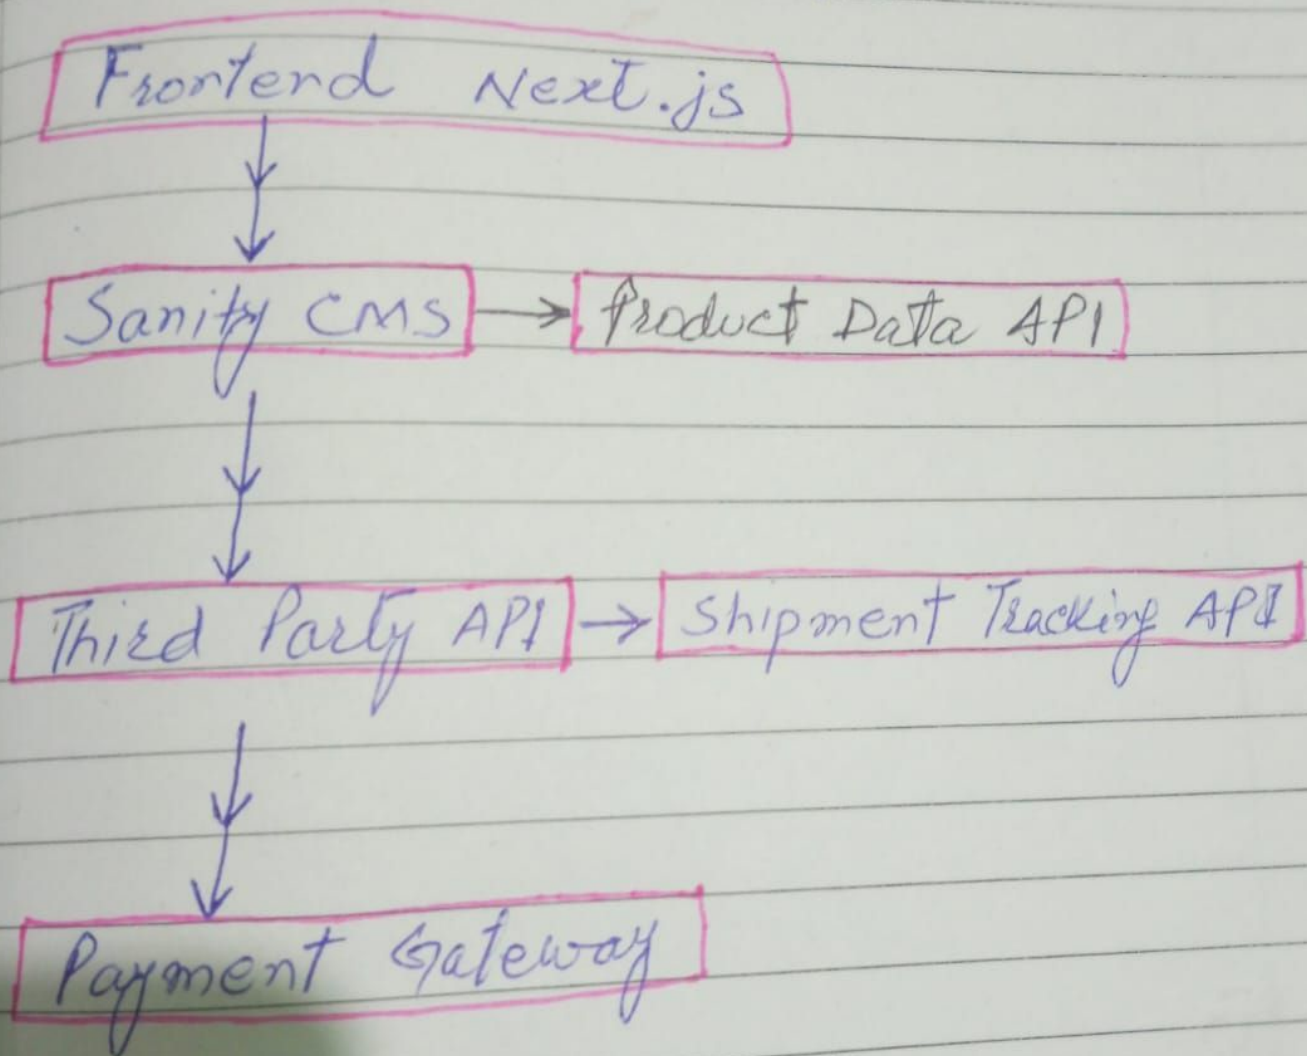 Frontend Next.js
Sanity CMS
Product Data API
Third Party API
Shipment Tracking API
Payment Gateway